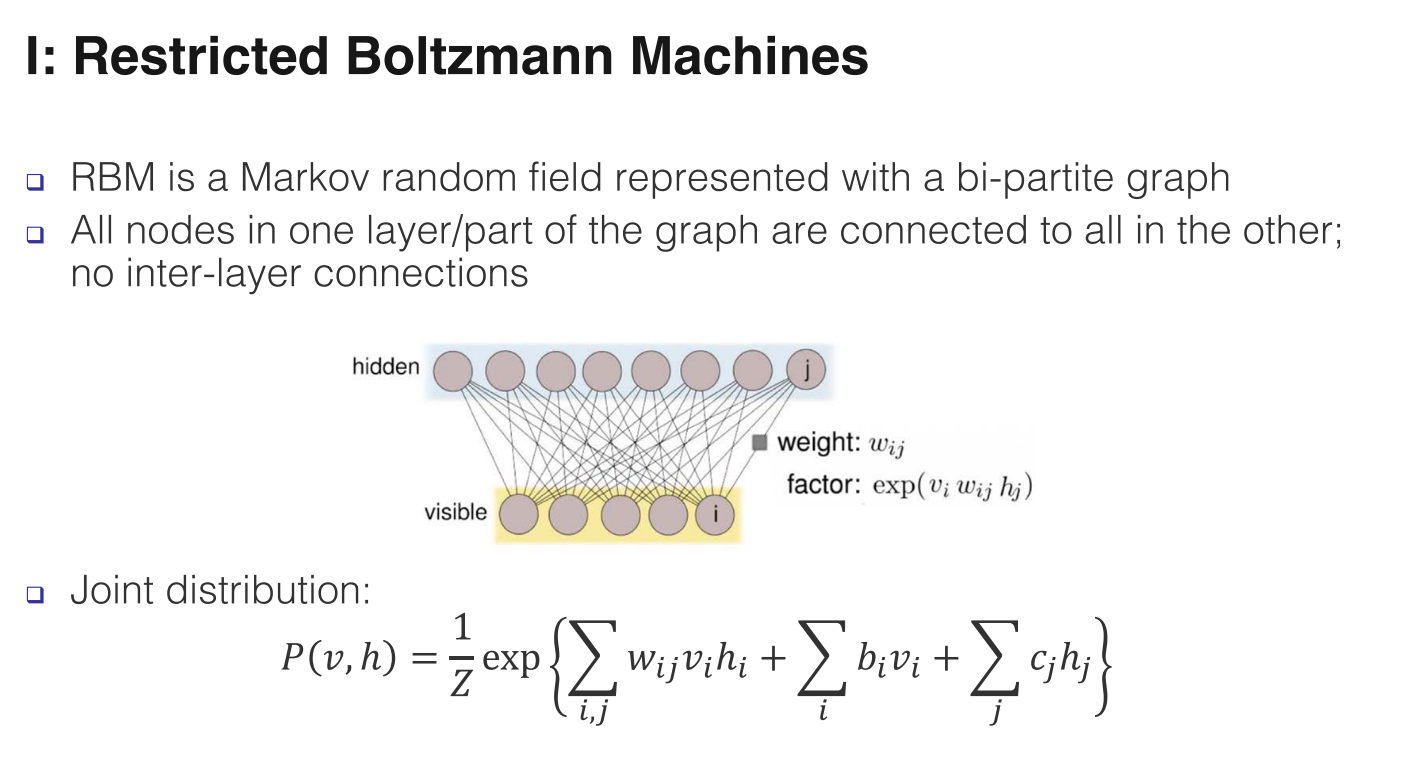 I: Restricted Boltzmann Machines
❑ RBM is a Markov random field represented with a bi-partite graph
❑ All nodes in one layer/part of the graph are connected to all in the other;
no inter-layer connections
hidden
j
weight: w_{ij}
factor: exp(v_i w_{ij} h_j)
visible
i
❑ Joint distribution:
P(v, h) = \frac{1}{Z} exp { \sum_{i,j} w_{ij} v_i h_i + \sum_i b_i v_i + \sum_j c_j h_j }